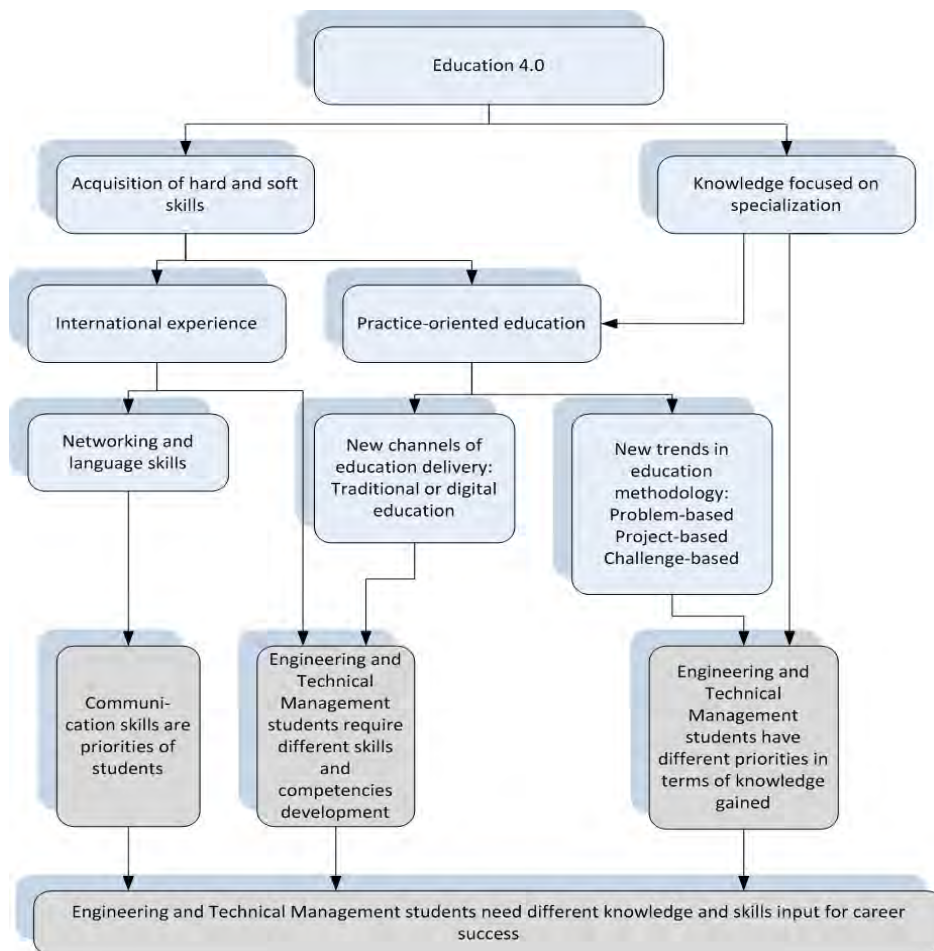 Education 4.0
Acquisition of hard and soft
skills
Knowledge focused on
specialization
International experience
Practice-oriented education
Networking and
language skills
New channels of
education delivery:
Traditional or digital
education
New trends in
education
methodology:
Problem-based
Project-based
Challenge-based
Communi-
cation skills are
priorities of
students
Engineering and
Technical
Management
students require
different skills
and
competencies
development
Engineering and
Technical
Management
students have
different priorities in
terms of knowledge
gained
Engineering and Technical Management students need different knowledge and skills input for career
success